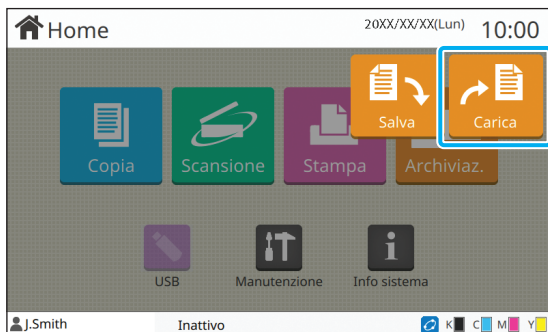 Home
20XX/XX/XX(Lun) 10:00
Salva Carica
Copia Scansione Stampa Archiviaz.
USB Manutenzione Info sistema
J.Smith Inattivo K C M Y